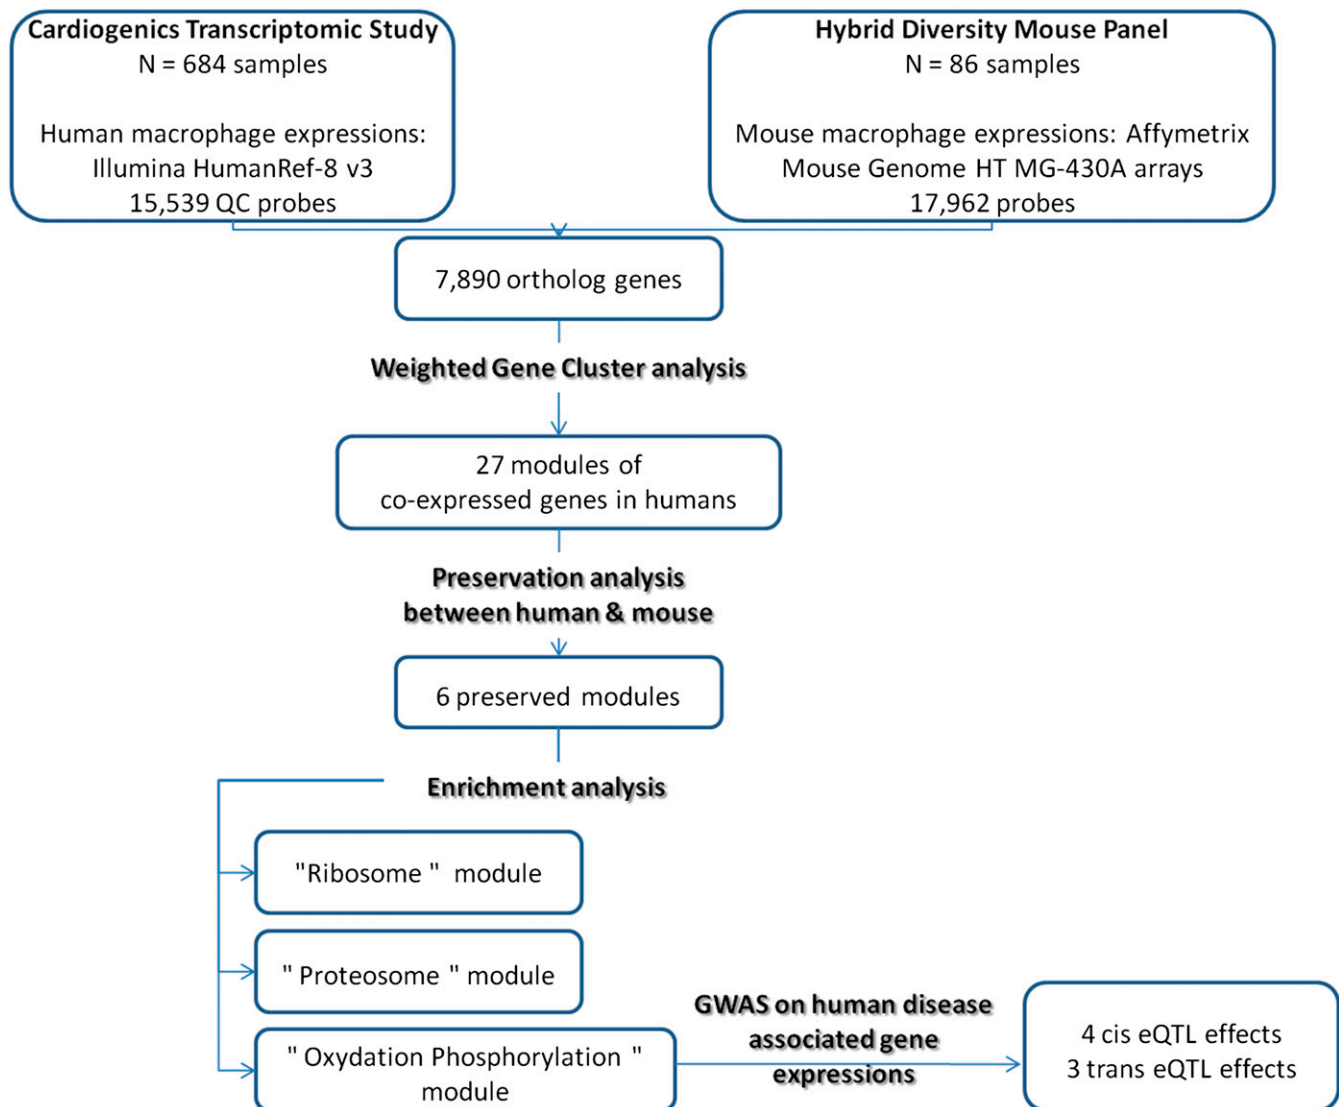 Cardiogenics Transcriptomic Study
N = 684 samples
Human macrophage expressions:
Illumina HumanRef-8 v3
15,539 QC probes
Hybrid Diversity Mouse Panel
N = 86 samples
Mouse macrophage expressions: Affymetrix
Mouse Genome HT MG-430A arrays
17,962 probes
7,890 ortholog genes
Weighted Gene Cluster analysis
27 modules of
co-expressed genes in humans
Preservation analysis
between human & mouse
6 preserved modules
Enrichment analysis
"Ribosome " module
" Proteosome " module
" Oxydation Phosphorylation "
module
GWAS on human disease
associated gene
expressions
4 cis eQTL effects
3 trans eQTL effects